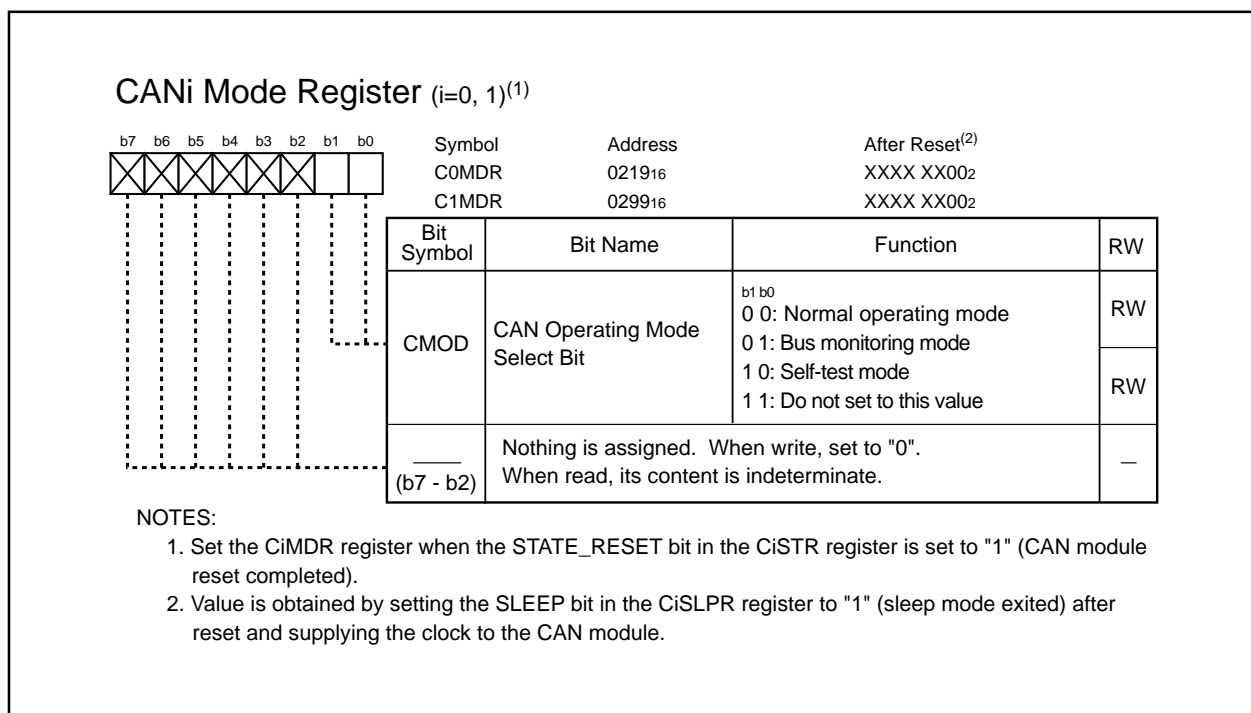 CANi Mode Register (i=0, 1)(1)
b7 b6 b5 b4 b3 b2 b1 b0
Symbol Address After Reset(2)
C0MDR 021916 XXXX XX002
C1MDR 029916 XXXX XX002
Bit Symbol Bit Name Function RW
CMOD CAN Operating Mode Select Bit
b1 b0
0 0: Normal operating mode
0 1: Bus monitoring mode
1 0: Self-test mode
1 1: Do not set to this value
RW
RW
(b7 - b2)
Nothing is assigned. When write, set to "0".
When read, its content is indeterminate.
—
NOTES:
1. Set the CiMDR register when the STATE_RESET bit in the CiSTR register is set to "1" (CAN module
reset completed).
2. Value is obtained by setting the SLEEP bit in the CiSLPR register to "1" (sleep mode exited) after
reset and supplying the clock to the CAN module.